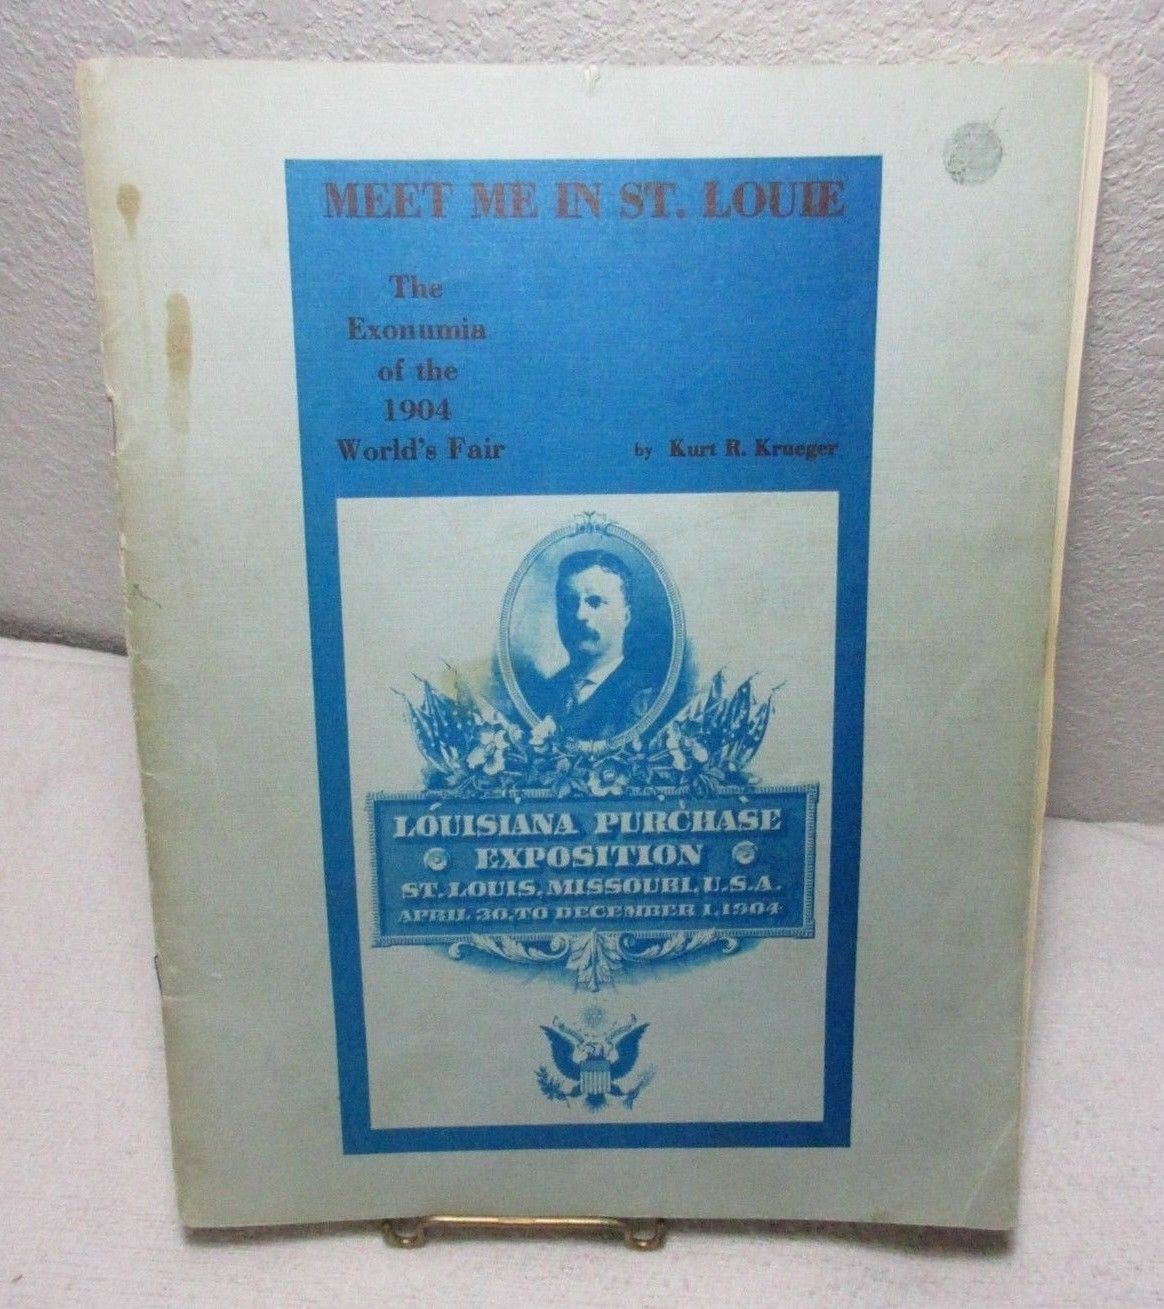 MEET ME IN ST. LOUIE
The
Exonumia
of the
1904
World's Fair
by Kurt R. Krueger
LOUISIANA PURCHASE
EXPOSITION
ST. LOUIS, MISSOURI, U.S.A.
APRIL 30, TO DECEMBER 1, 1904